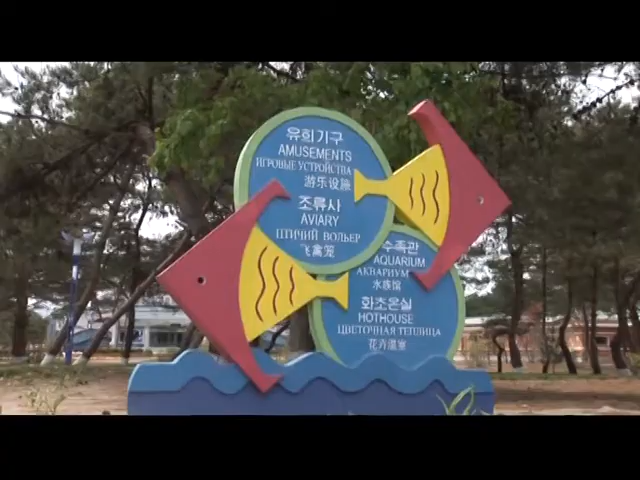 유희기구
AMUSEMENTS
ИГРОВЫЕ УСТРОЙСТВА
游乐设施
조류사
AVIARY
ПТИЧИЙ ВОЛЬЕР
飞禽笼
수족관
AQUARIUM
АКВАРИУМ
水族馆
화초온실
HOTHOUSE
ЦВЕТОЧНАЯ ТЕПЛИЦА
花卉温室